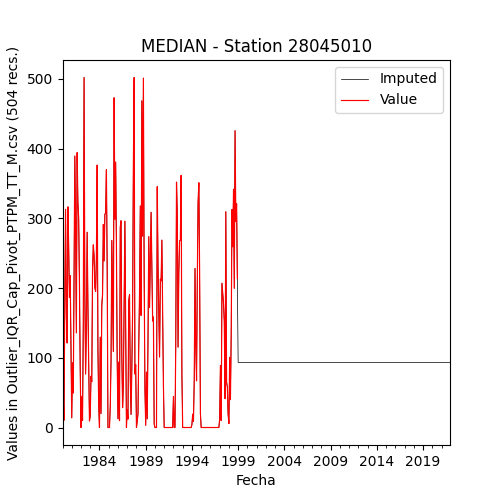 MEDIAN - Station 28045010
Values in Outlier_IQR_Cap_Pivot_PTPM_TT_M.csv (504 recs.)
500
400
300
200
100
0
Imputed
Value
1984 1989 1994 1999 2004 2009 2014 2019
Fecha